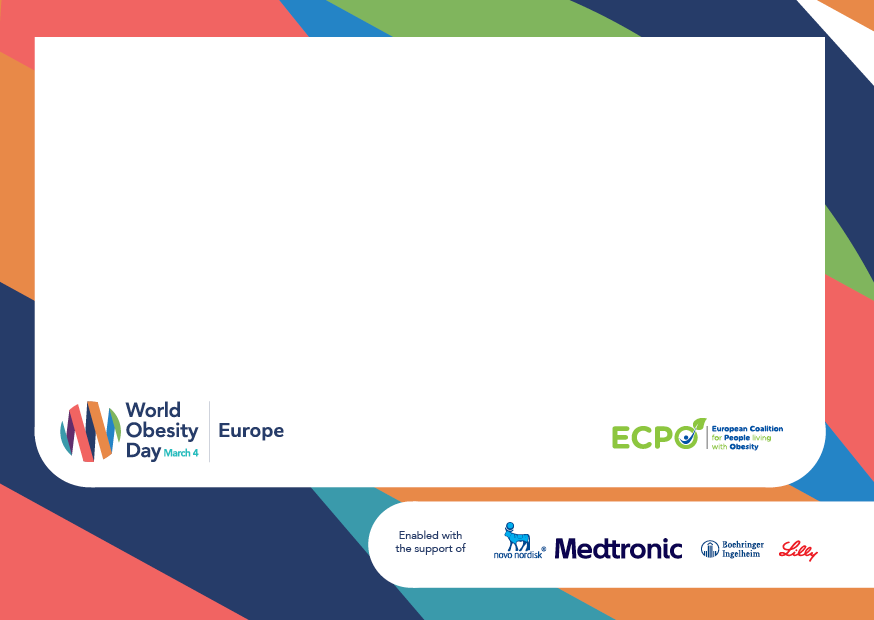 World
Obesity
Day March 4
Europe
ECPO
European Coalition
for People living
with Obesity
Enabled with
the support of
novo nordisk®
Medtronic
Boehringer
Ingelheim
Lilly